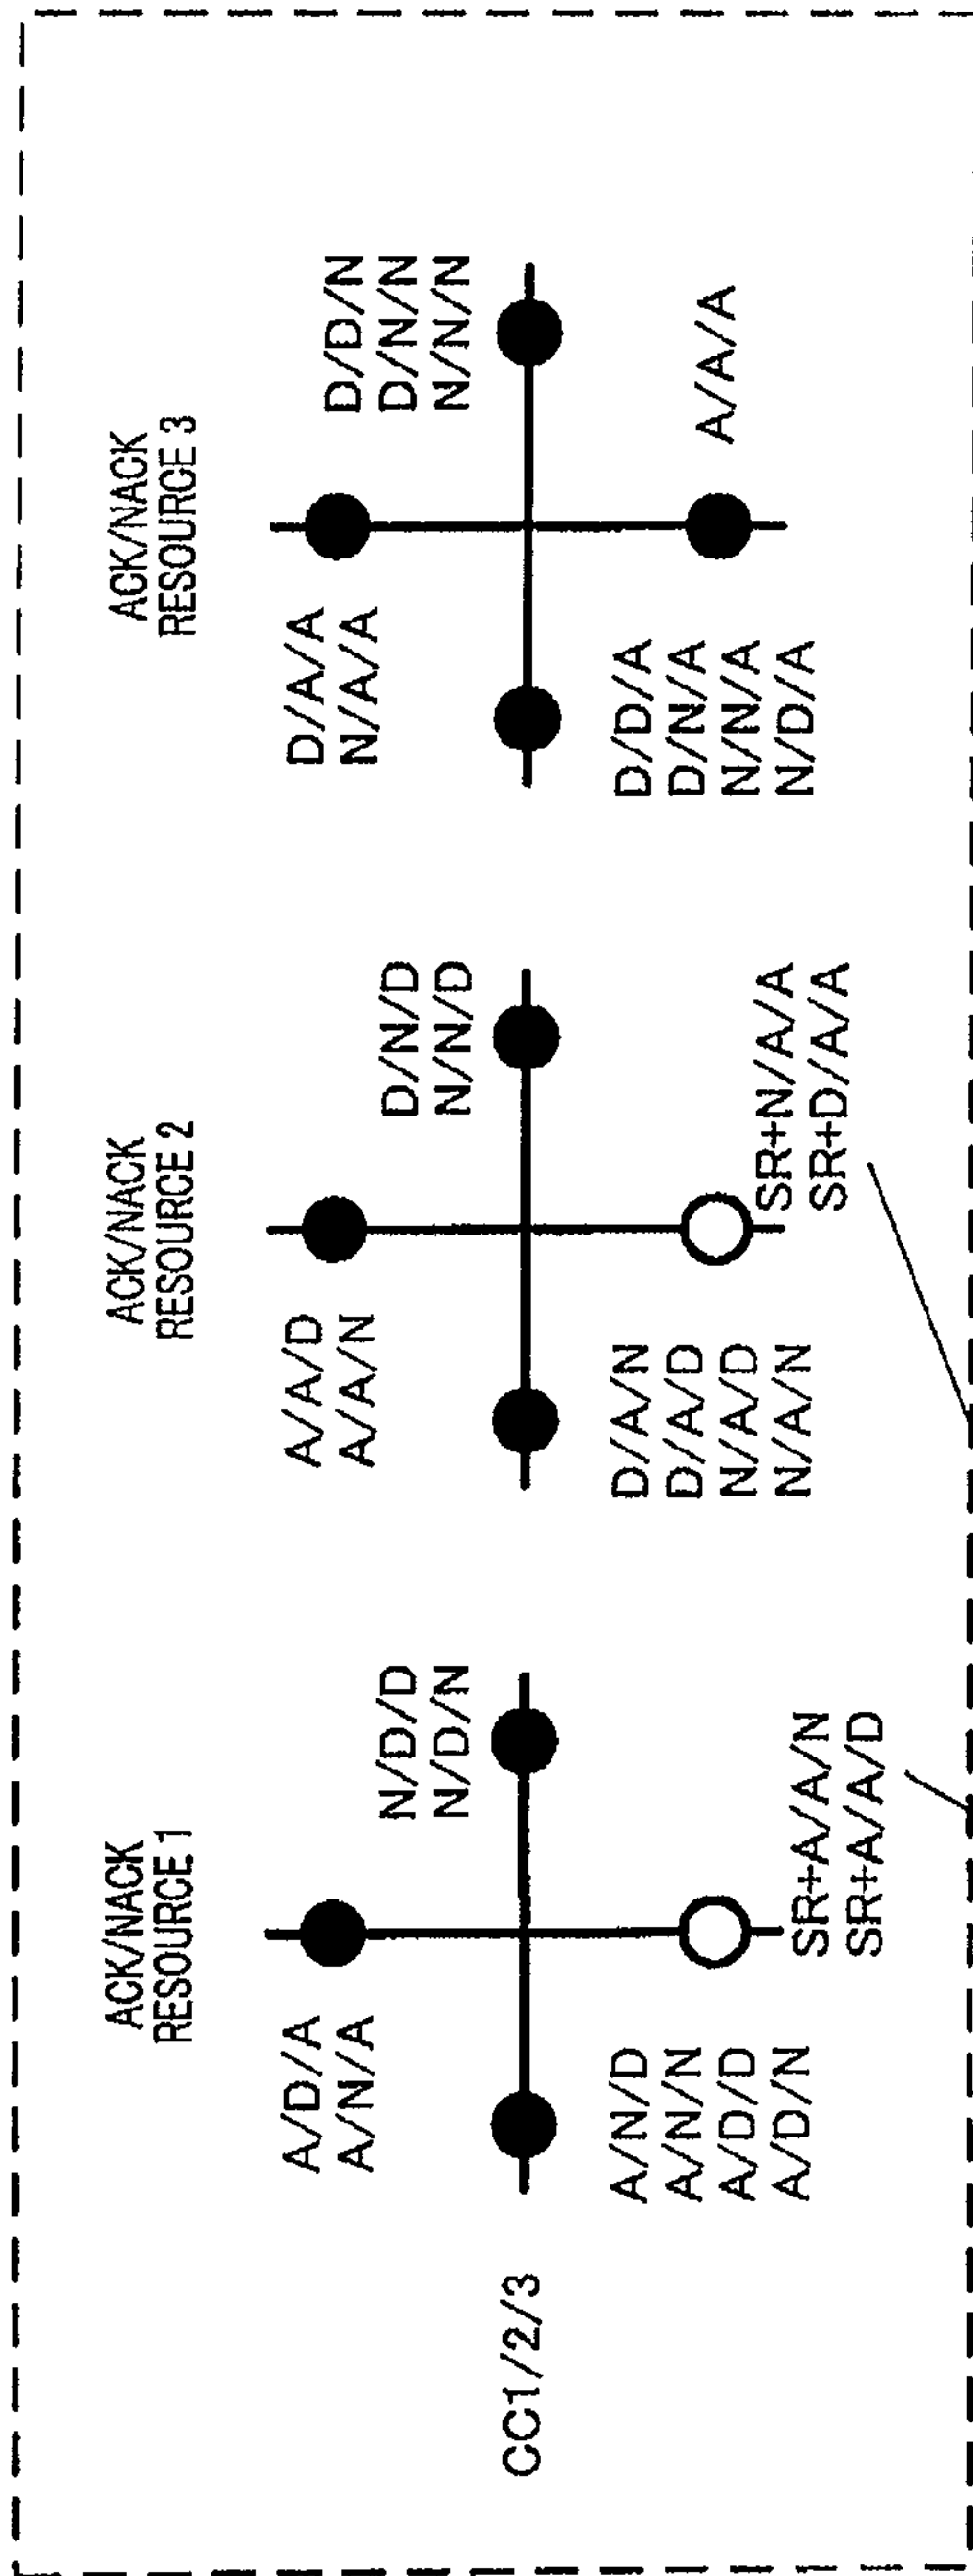 ACK/NACK
RESOURCE 1
A/D/A
A/N/A
N/D/D
N/D/N
CC1/2/3
A/N/D
A/N/N
A/D/D
A/D/N
SR+A/A/N
SR+A/A/D
ACK/NACK
RESOURCE 2
A/A/D
A/A/N
D/N/D
N/N/D
D/A/N
D/A/D
N/A/D
N/A/N
SR+N/A/A
SR+D/A/A
ACK/NACK
RESOURCE 3
D/A/A
N/A/A
D/D/N
D/N/N
N/N/N
D/D/A
D/N/A
N/N/A
N/D/A
A/A/A